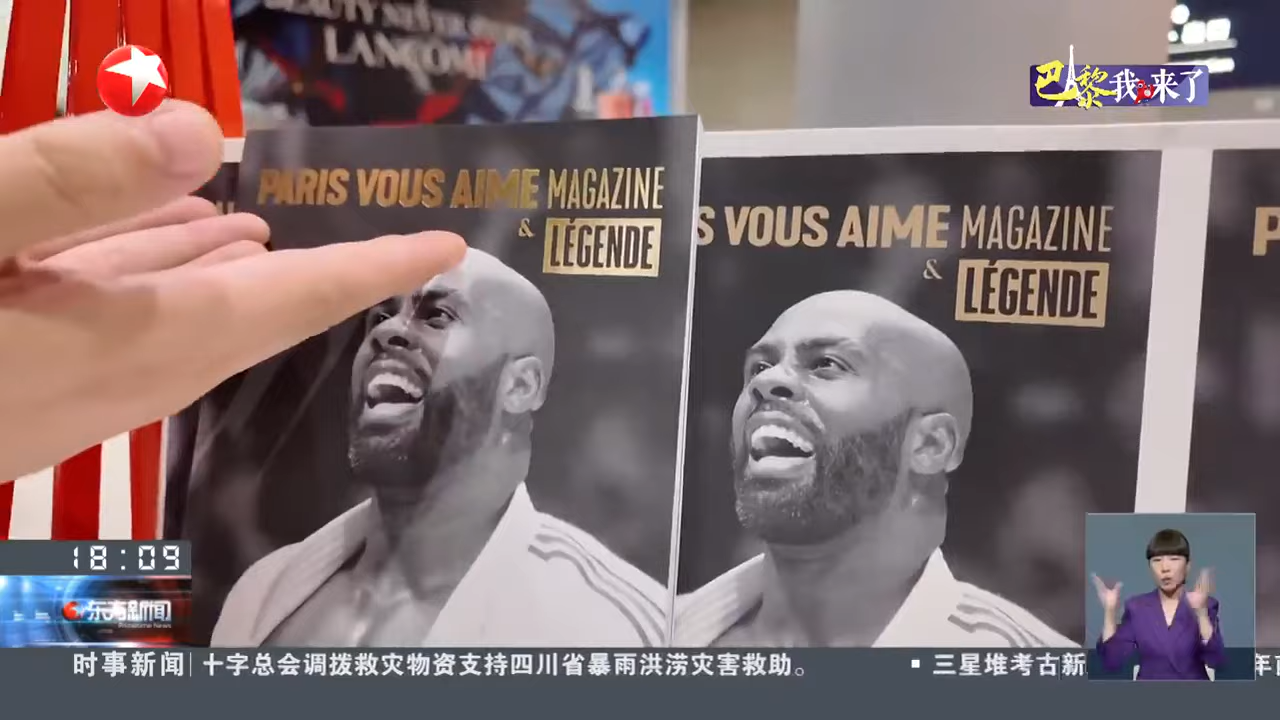 BEAUTY NEVER
LANCÔME
巴黎我来了
PARIS VOUS AIME MAGAZINE
&
LÉGENDE
S VOUS AIME MAGAZINE
&
LÉGENDE
P
18:09
东方新闻
时事新闻 十字总会调拨救灾物资支持四川省暴雨洪涝灾害救助。 ▪ 三星堆考古新